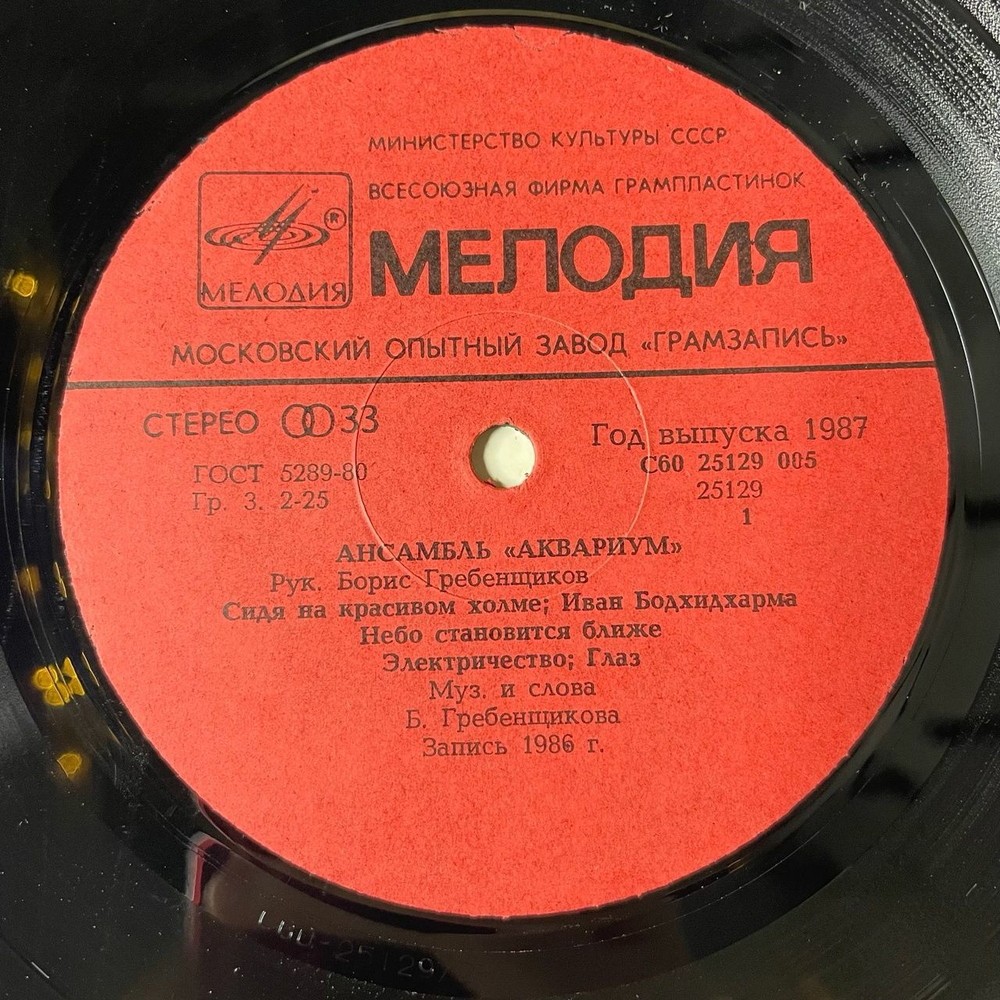 МИНИСТЕРСТВО КУЛЬТУРЫ СССР
ВСЕСОЮЗНАЯ ФИРМА ГРАМПЛАСТИНОК
®
МЕЛОДИЯ
МЕЛОДИЯ
МОСКОВСКИЙ ОПЫТНЫЙ ЗАВОД «ГРАМЗАПИСЬ»
СТЕРЕО 33
ГОСТ 5289-80
Гр. 3. 2-25
Год выпуска 1987
С60 25129 005
25129
1
АНСАМБЛЬ «АКВАРИУМ»
Рук. Борис Гребенщиков
Сидя на красивом холме; Иван Бодхидхарма
Небо становится ближе
Электричество; Глаз
Муз. и слова
Б. Гребенщикова
Запись 1986 г.